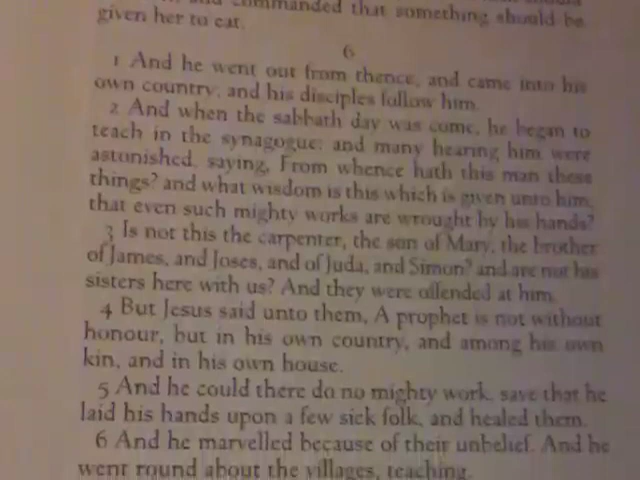 and commanded that something should be
given her to eat.
6
1 And he went out from thence, and came into his
own country; and his disciples follow him.
2 And when the sabbath day was come, he began to
teach in the synagogue: and many hearing him were
astonished, saying, From whence hath this man these
things? and what wisdom is this which is given unto him,
that even such mighty works are wrought by his hands?
3 Is not this the carpenter, the son of Mary, the brother
of James, and Joses, and of Juda, and Simon? and are not his
sisters here with us? And they were offended at him.
4 But Jesus said unto them, A prophet is not without
honour, but in his own country, and among his own
kin, and in his own house.
5 And he could there do no mighty work, save that he
laid his hands upon a few sick folk, and healed them.
6 And he marvelled because of their unbelief. And he
went round about the villages, teaching.